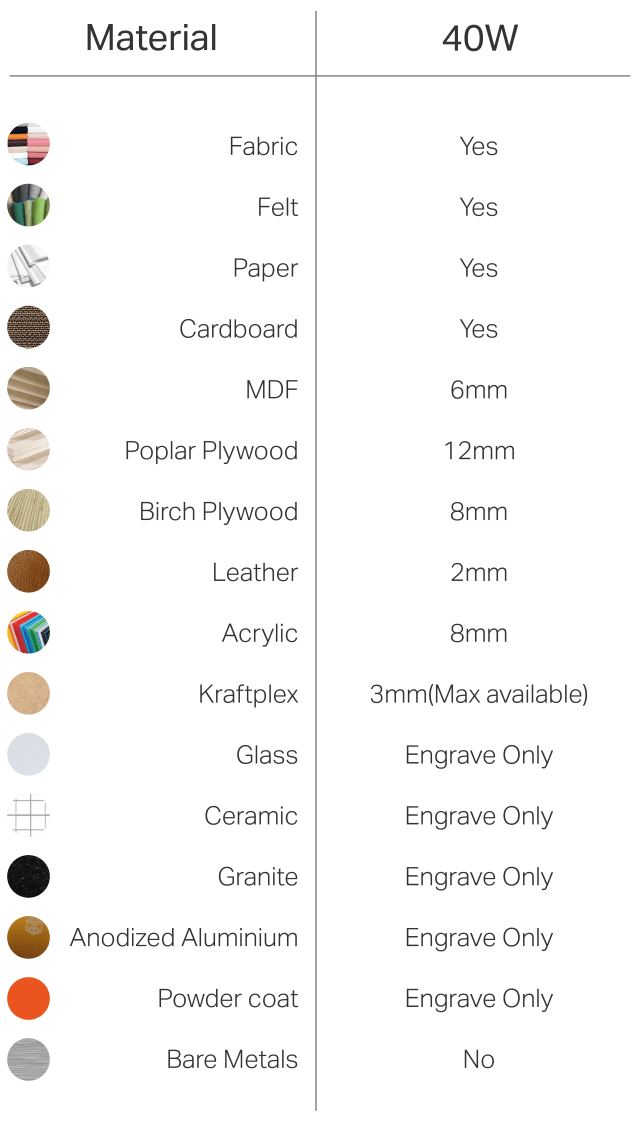 Material 40W
Fabric Yes
Felt Yes
Paper Yes
Cardboard Yes
MDF 6mm
Poplar Plywood 12mm
Birch Plywood 8mm
Leather 2mm
Acrylic 8mm
Kraftplex 3mm(Max available)
Glass Engrave Only
Ceramic Engrave Only
Granite Engrave Only
Anodized Aluminium Engrave Only
Powder coat Engrave Only
Bare Metals No